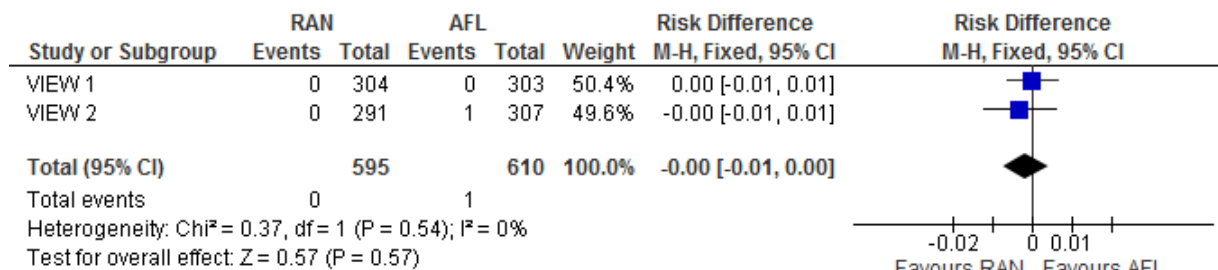 RAN AFL Risk Difference Risk Difference
Study or Subgroup Events Total Events Total Weight M-H, Fixed, 95% CI M-H, Fixed, 95% CI
VIEW 1 0 304 0 303 50.4% 0.00 [-0.01, 0.01]
VIEW 2 0 291 1 307 49.6% -0.00 [-0.01, 0.01]
Total (95% CI) 595 610 100.0% -0.00 [-0.01, 0.00]
Total events 0 1
Heterogeneity: Chi² = 0.37, df = 1 (P = 0.54); I² = 0%
Test for overall effect: Z = 0.57 (P = 0.57)
-0.02 0 0.01
Favours RAN Favours AFL